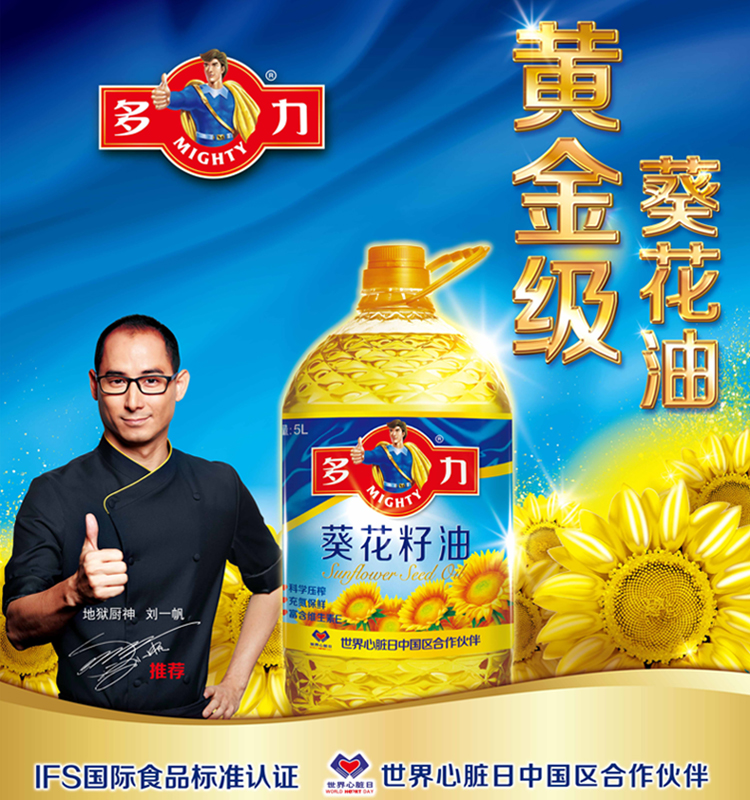 多力
®
MIGHTY
黄金级
葵花油
量:5L
多力
®
MIGHTY
葵花籽油
Sunflower Seed Oil
科学压榨
充氮保鲜
富含维生素E
世界心脏日中国区合作伙伴
地狱厨神 刘一帆
推荐
IFS国际食品标准认证
世界心脏日
WORLD HEART DAY
世界心脏日中国区合作伙伴